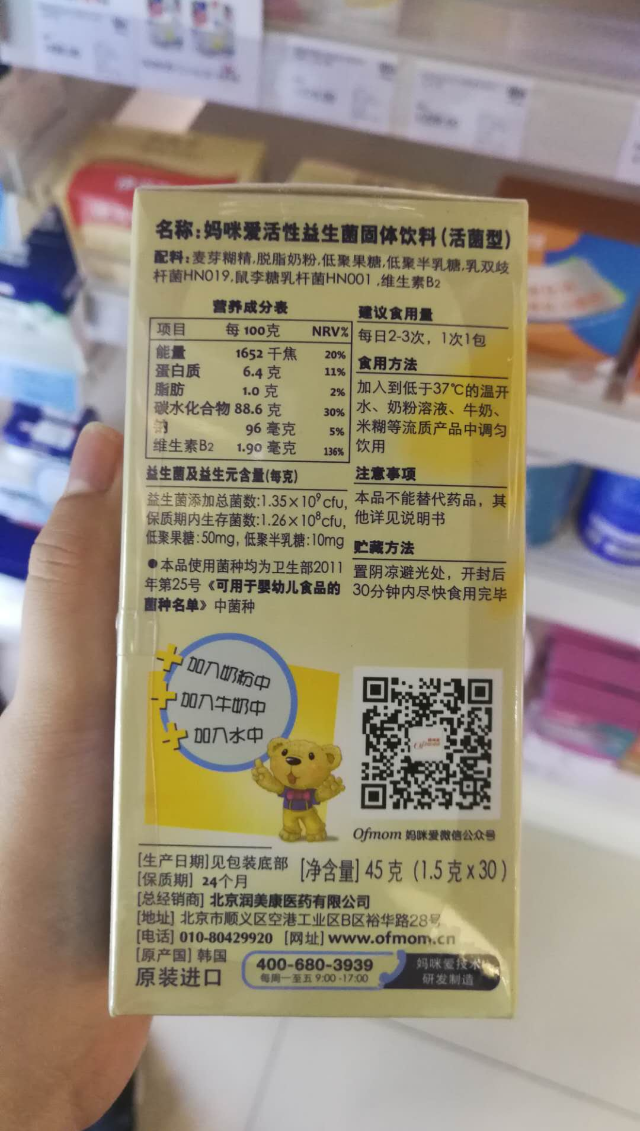 名称:妈咪爱活性益生菌固体饮料(活菌型)
配料:麦芽糊精,脱脂奶粉,低聚果糖,低聚半乳糖,乳双歧
杆菌HN019,鼠李糖乳杆菌HN001,维生素B2
营养成分表
项目 每100克 NRV%
能量 1652 千焦 20%
蛋白质 6.4 克 11%
脂肪 1.0 克 2%
碳水化合物 88.6 克 30%
钠 96 毫克 5%
维生素B2 1.90 毫克 136%
益生菌及益生元含量(每克)
益生菌添加总菌数:1.35×10⁹cfu,
保质期内生存菌数:1.26×10⁸cfu,
低聚果糖:50mg,低聚半乳糖:10mg
●本品使用菌种均为卫生部2011
年第25号《可用于婴幼儿食品的
菌种名单》中菌种
建议食用量
每日2-3次，1次1包
食用方法
加入到低于37℃的温开
水、奶粉溶液、牛奶、
米糊等流质产品中调匀
饮用
注意事项
本品不能替代药品，其
他详见说明书
贮藏方法
置阴凉避光处，开封后
30分钟内尽快食用完毕
加入奶粉中
加入牛奶中
加入水中
Ofmom 妈咪爱微信公众号
[生产日期]见包装底部
[净含量] 45克 (1.5克×30)
[保质期] 24个月
[总经销商] 北京润美康医药有限公司
[地址] 北京市顺义区空港工业区B区裕华路28号
[电话] 010-80429920 [网址] www.ofmom.cn
[原产国] 韩国
原装进口
400-680-3939
每周一至五 9:00-17:00
妈咪爱技术
研发制造